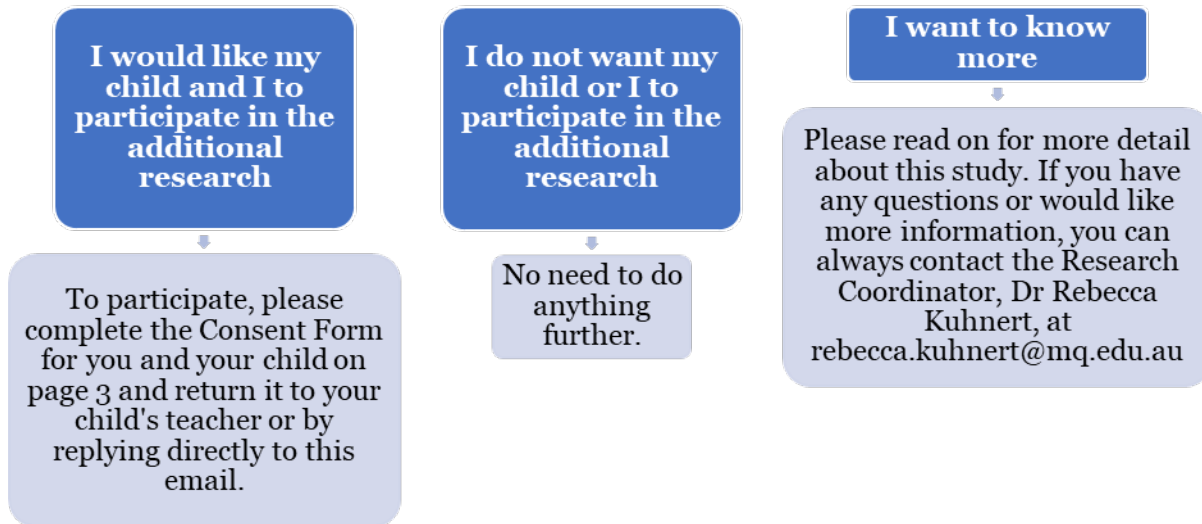 I would like my
child and I to
participate in the
additional
research
To participate, please
complete the Consent Form
for you and your child on
page 3 and return it to your
child's teacher or by
replying directly to this
email.
I do not want my
child or I to
participate in the
additional
research
No need to do
anything
further.
I want to know
more
Please read on for more detail
about this study. If you have
any questions or would like
more information, you can
always contact the Research
Coordinator, Dr Rebecca
Kuhnert, at
rebecca.kuhnert@mq.edu.au